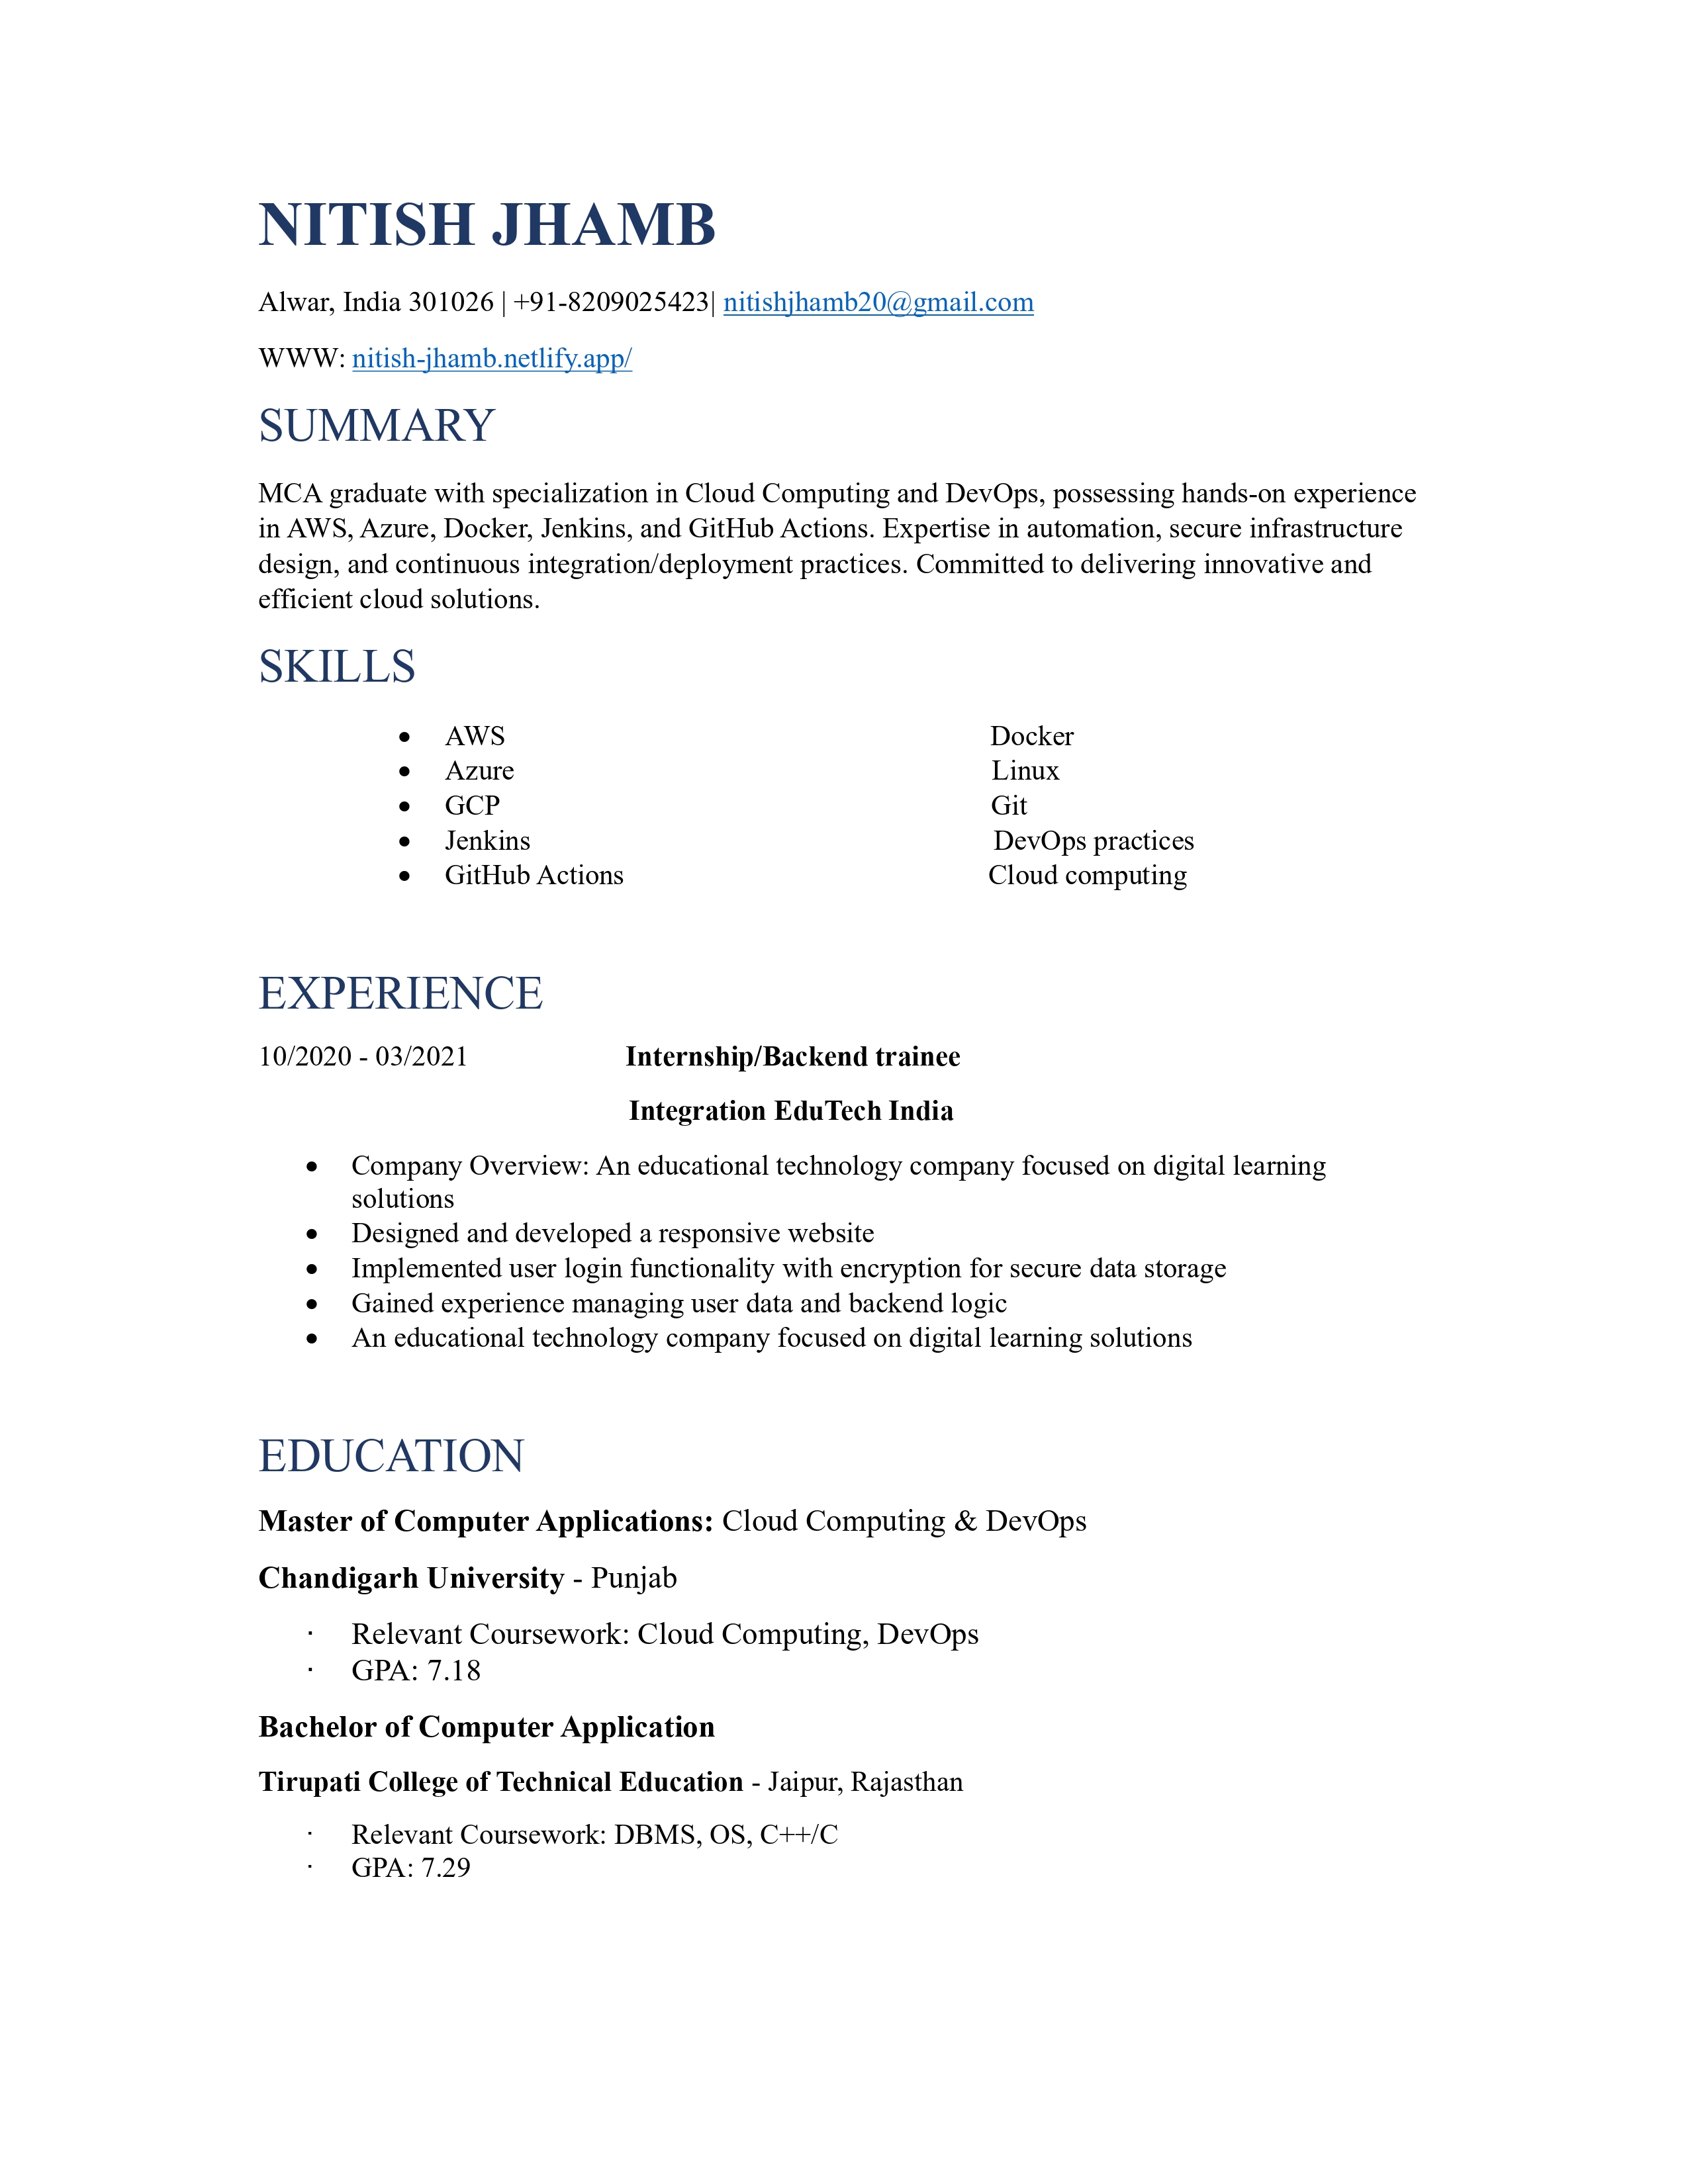 NITISH JHAMB
Alwar, India 301026 | +91-8209025423| nitishjhamb20@gmail.com
WWW: nitish-jhamb.netlify.app/
SUMMARY
MCA graduate with specialization in Cloud Computing and DevOps, possessing hands-on experience
in AWS, Azure, Docker, Jenkins, and GitHub Actions. Expertise in automation, secure infrastructure
design, and continuous integration/deployment practices. Committed to delivering innovative and
efficient cloud solutions.
SKILLS
• AWS Docker
• Azure Linux
• GCP Git
• Jenkins DevOps practices
• GitHub Actions Cloud computing
EXPERIENCE
10/2020 - 03/2021 Internship/Backend trainee
Integration EduTech India
• Company Overview: An educational technology company focused on digital learning
solutions
• Designed and developed a responsive website
• Implemented user login functionality with encryption for secure data storage
• Gained experience managing user data and backend logic
• An educational technology company focused on digital learning solutions
EDUCATION
Master of Computer Applications: Cloud Computing & DevOps
Chandigarh University - Punjab
· Relevant Coursework: Cloud Computing, DevOps
· GPA: 7.18
Bachelor of Computer Application
Tirupati College of Technical Education - Jaipur, Rajasthan
· Relevant Coursework: DBMS, OS, C++/C
· GPA: 7.29